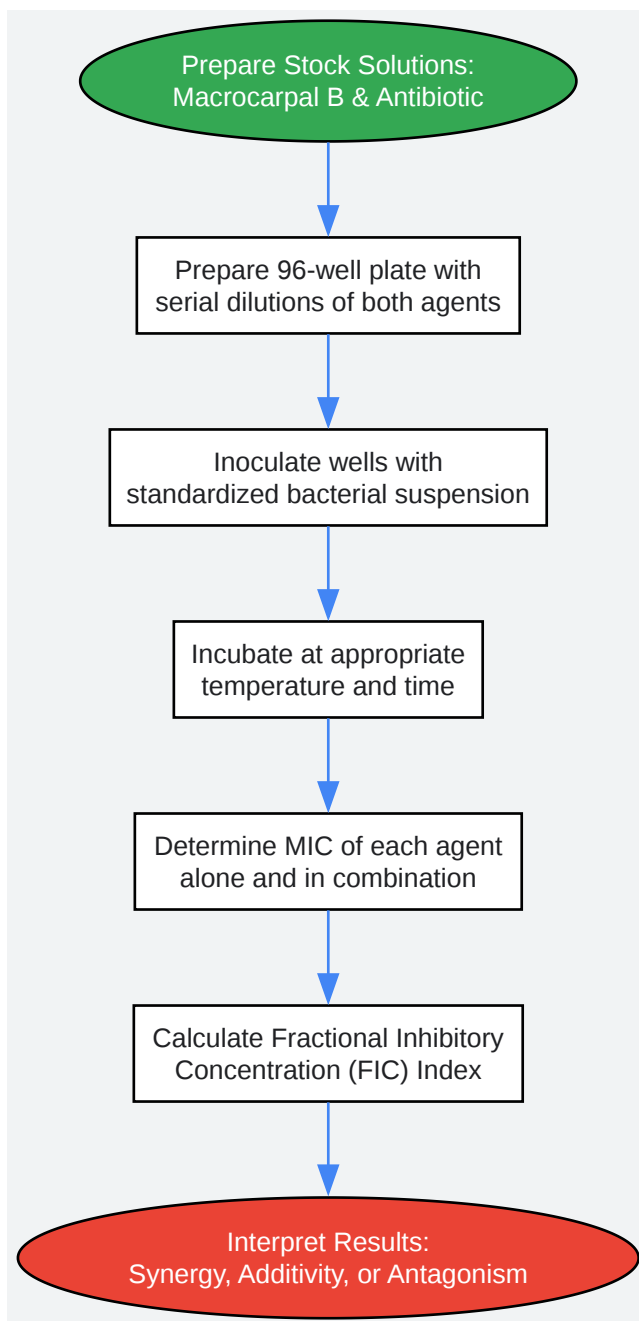 Prepare Stock Solutions:
Macrocarpal B & Antibiotic
Prepare 96-well plate with
serial dilutions of both agents
Inoculate wells with
standardized bacterial suspension
Incubate at appropriate
temperature and time
Determine MIC of each agent
alone and in combination
Calculate Fractional Inhibitory
Concentration (FIC) Index
Interpret Results:
Synergy, Additivity, or Antagonism